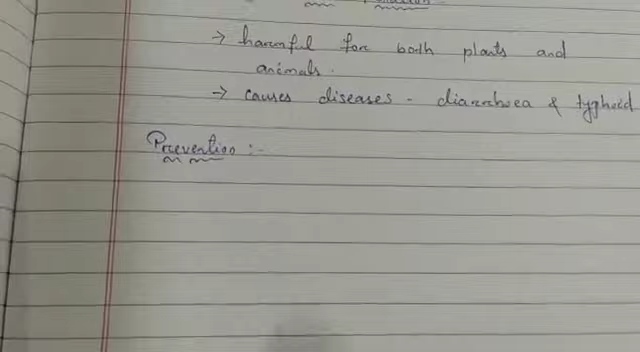 → harmful for both plants and
animals.
→ causes diseases - diarrhoea & typhoid
Prevention :-